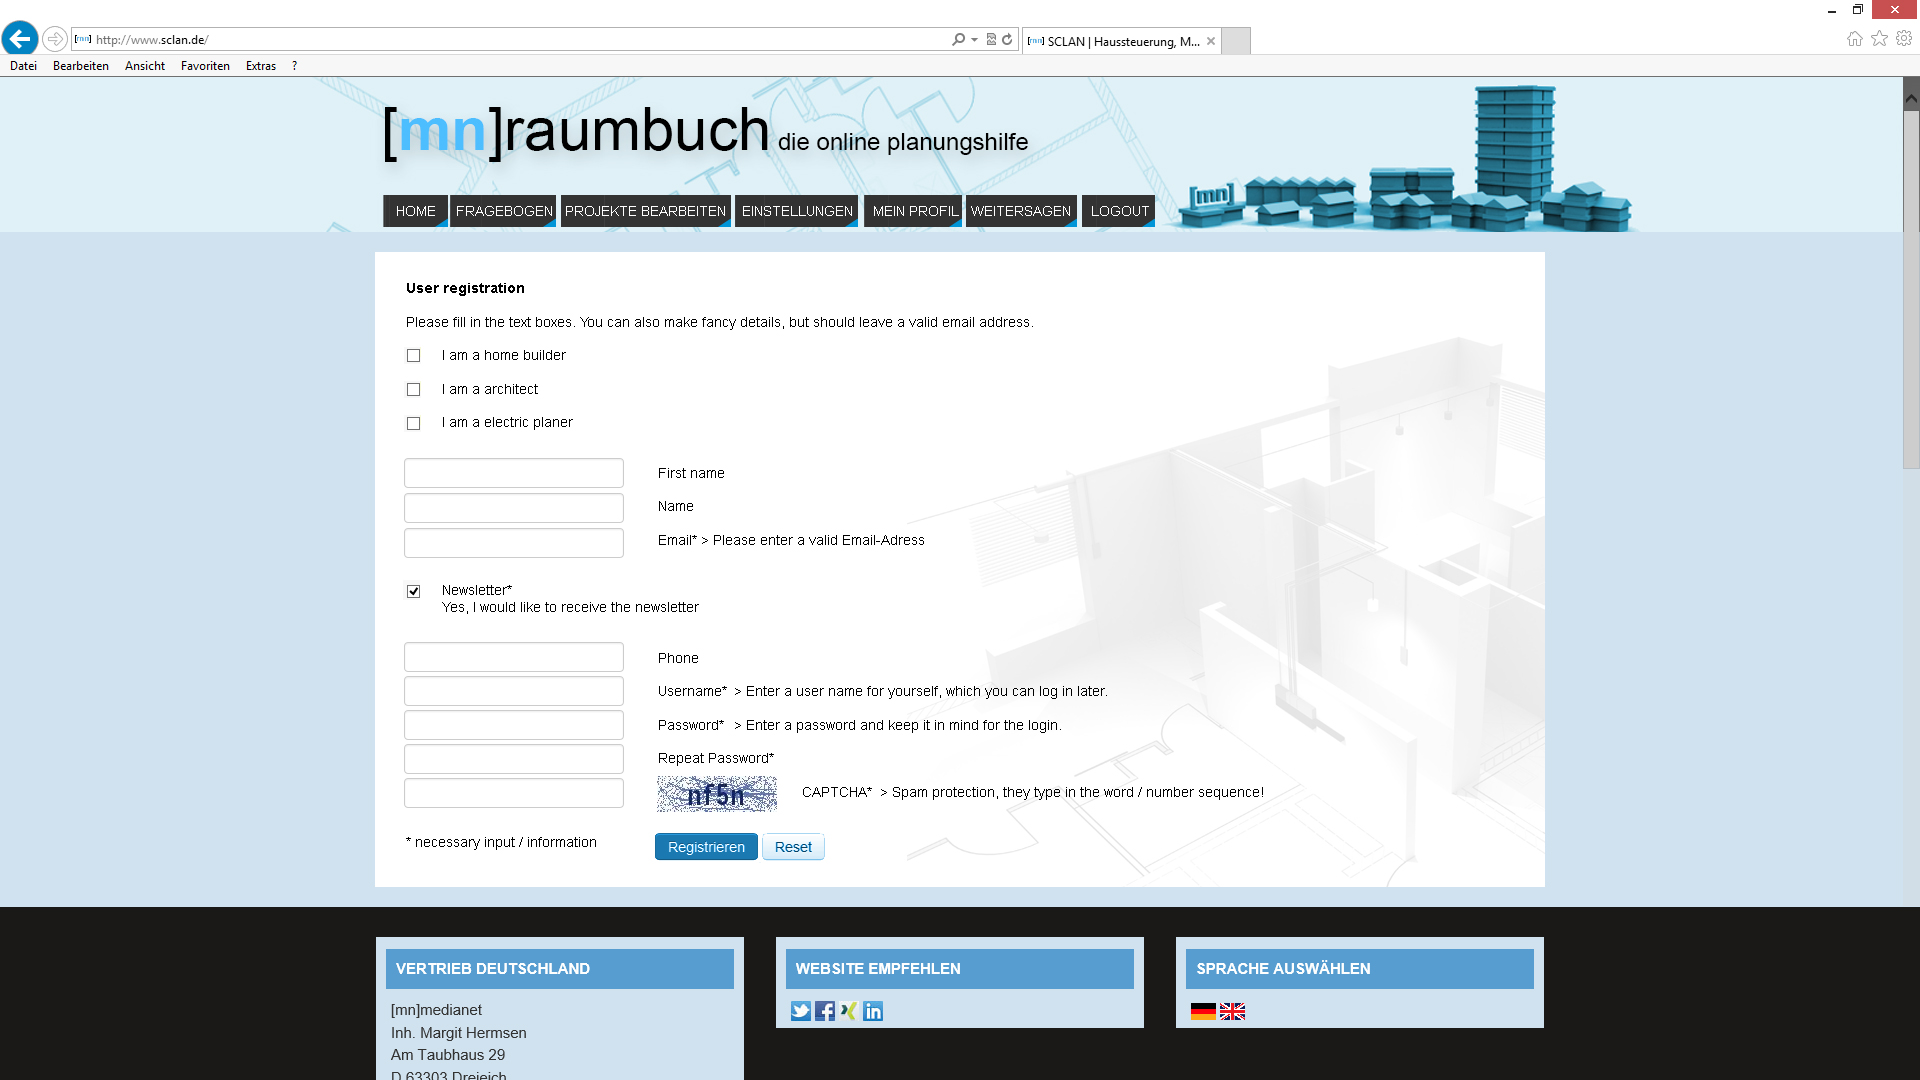 http://www.sclan.de/
[mn] SCLAN | Haussteuerung, M...
Datei Bearbeiten Ansicht Favoriten Extras ?
[mn]raumbuch die online planungshilfe
[mn]
HOME FRAGEBOGEN PROJEKTE BEARBEITEN EINSTELLUNGEN MEIN PROFIL WEITERSAGEN LOGOUT
User registration
Please fill in the text boxes. You can also make fancy details, but should leave a valid email address.
I am a home builder
I am a architect
I am a electric planer
First name
Name
Email* > Please enter a valid Email-Adress
Newsletter*
Yes, I would like to receive the newsletter
Phone
Username* > Enter a user name for yourself, which you can log in later.
Password* > Enter a password and keep it in mind for the login.
Repeat Password*
nf5n CAPTCHA* > Spam protection, they type in the word / number sequence!
* necessary input / information
Registrieren Reset
VERTRIEB DEUTSCHLAND
[mn]medianet
Inh. Margit Hermsen
Am Taubhaus 29
D 63303 Dreieich
WEBSITE EMPFEHLEN
SPRACHE AUSWÄHLEN